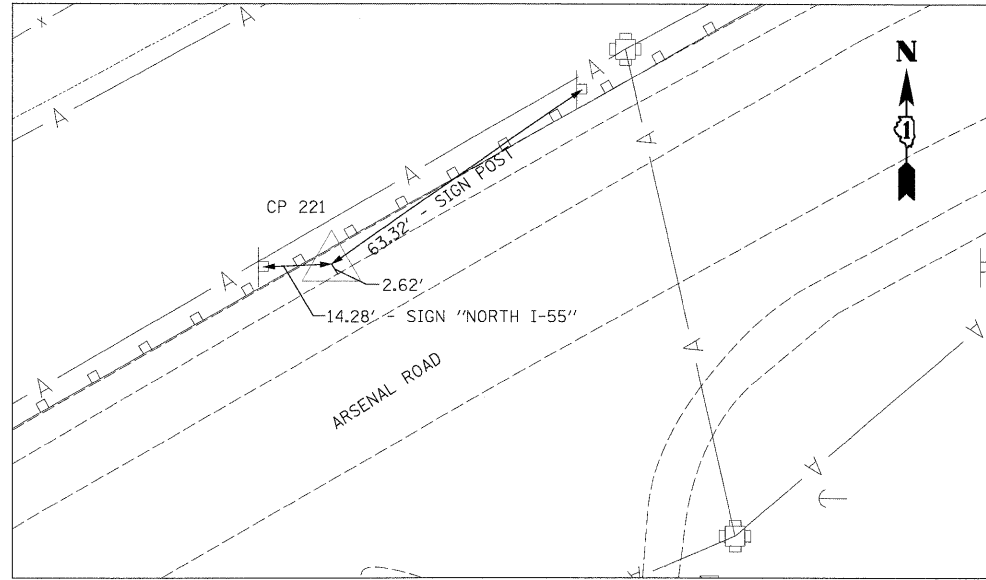 N
1
CP 221
63.32' - SIGN POST
2.62'
14.28' - SIGN "NORTH I-55"
ARSENAL ROAD
A
A
A
A
A
A
A
A
A
A
A
A
A